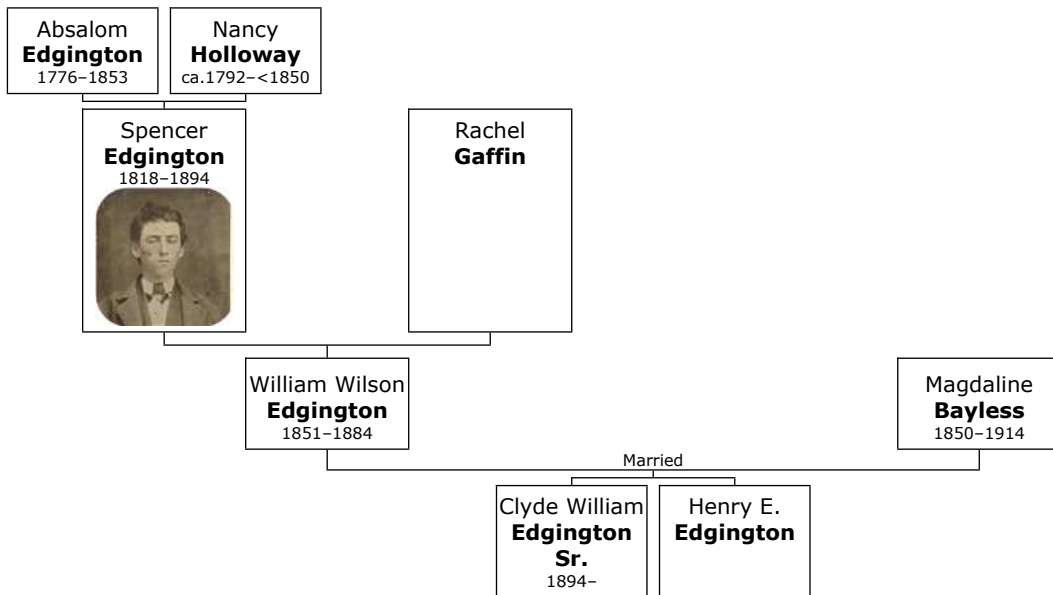 Absalom
Edgington
1776–1853
Nancy
Holloway
ca.1792–<1850
Spencer
Edgington
1818–1894
Rachel
Gaffin
William Wilson
Edgington
1851–1884
Magdaline
Bayless
1850–1914
Married
Clyde William
Edgington
Sr.
1894–
Henry E.
Edgington